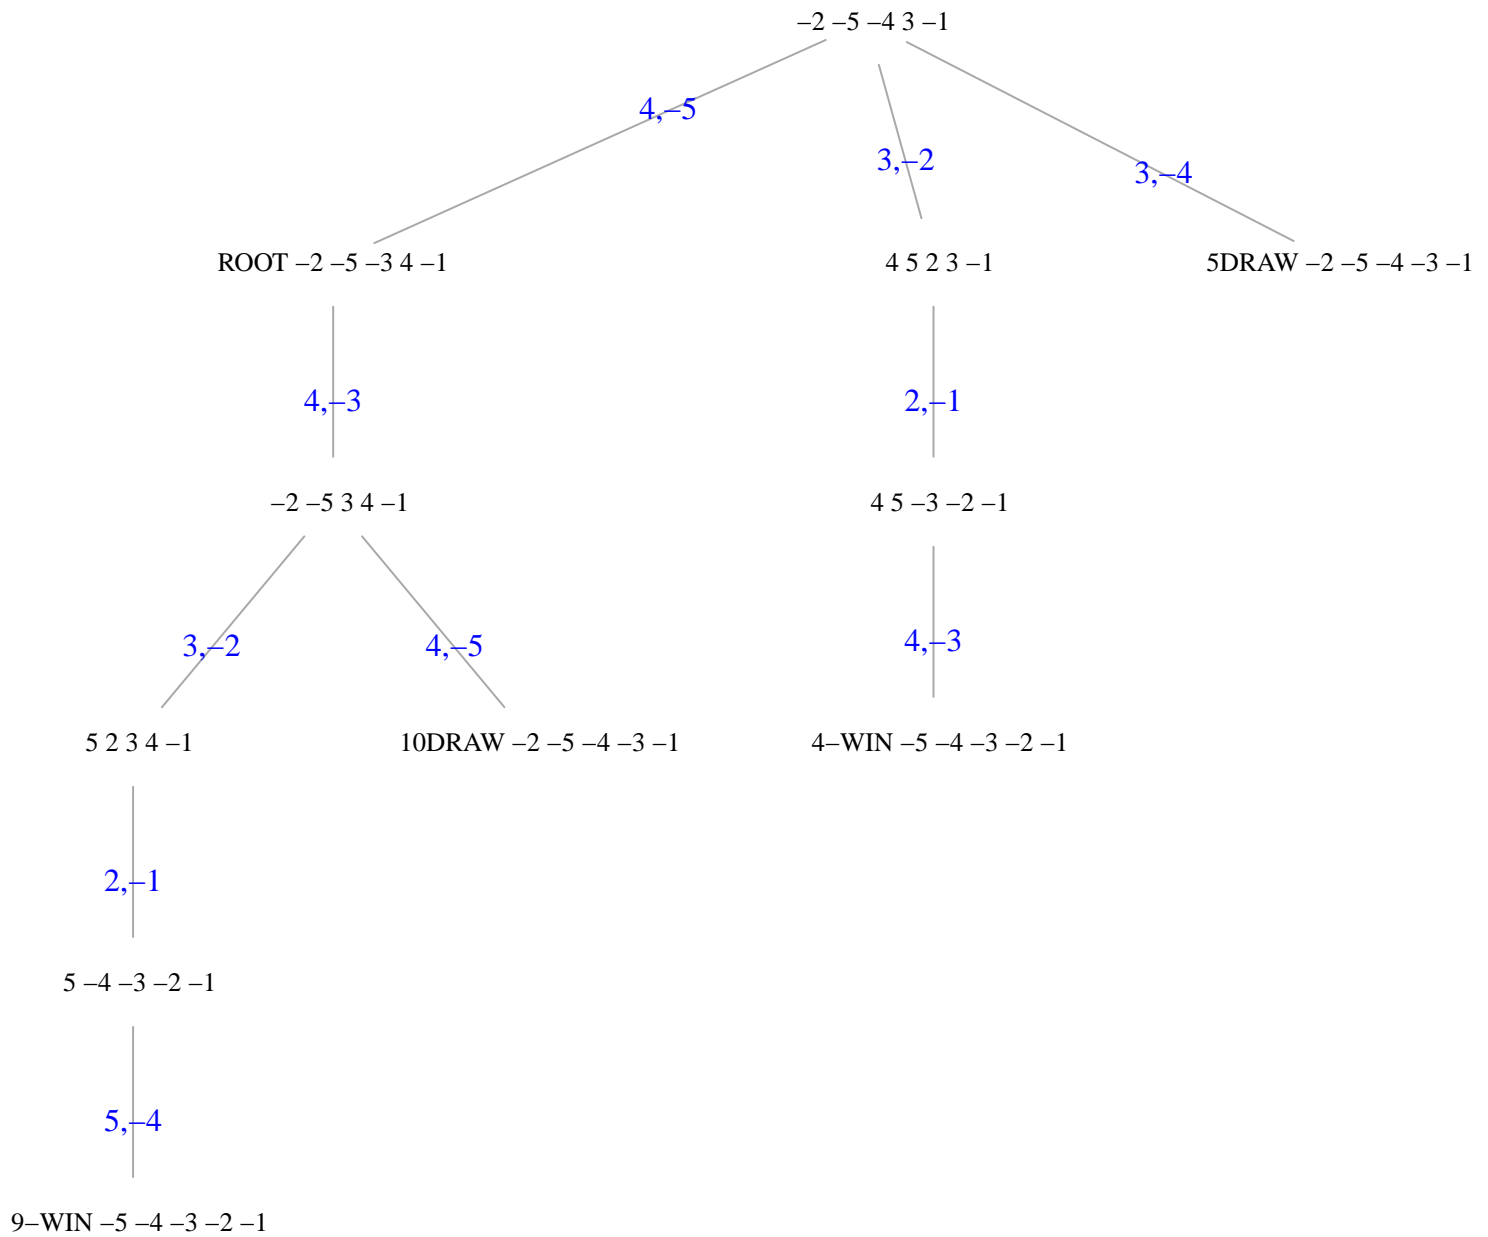 –2 –5 –4 3 –1
4,–5
3,–2
3,–4
ROOT –2 –5 –3 4 –1
4 5 2 3 –1
5DRAW –2 –5 –4 –3 –1
4,–3
2,–1
–2 –5 3 4 –1
4 5 –3 –2 –1
3,–2
4,–5
4,–3
5 2 3 4 –1
10DRAW –2 –5 –4 –3 –1
4–WIN –5 –4 –3 –2 –1
2,–1
5 –4 –3 –2 –1
5,–4
9–WIN –5 –4 –3 –2 –1